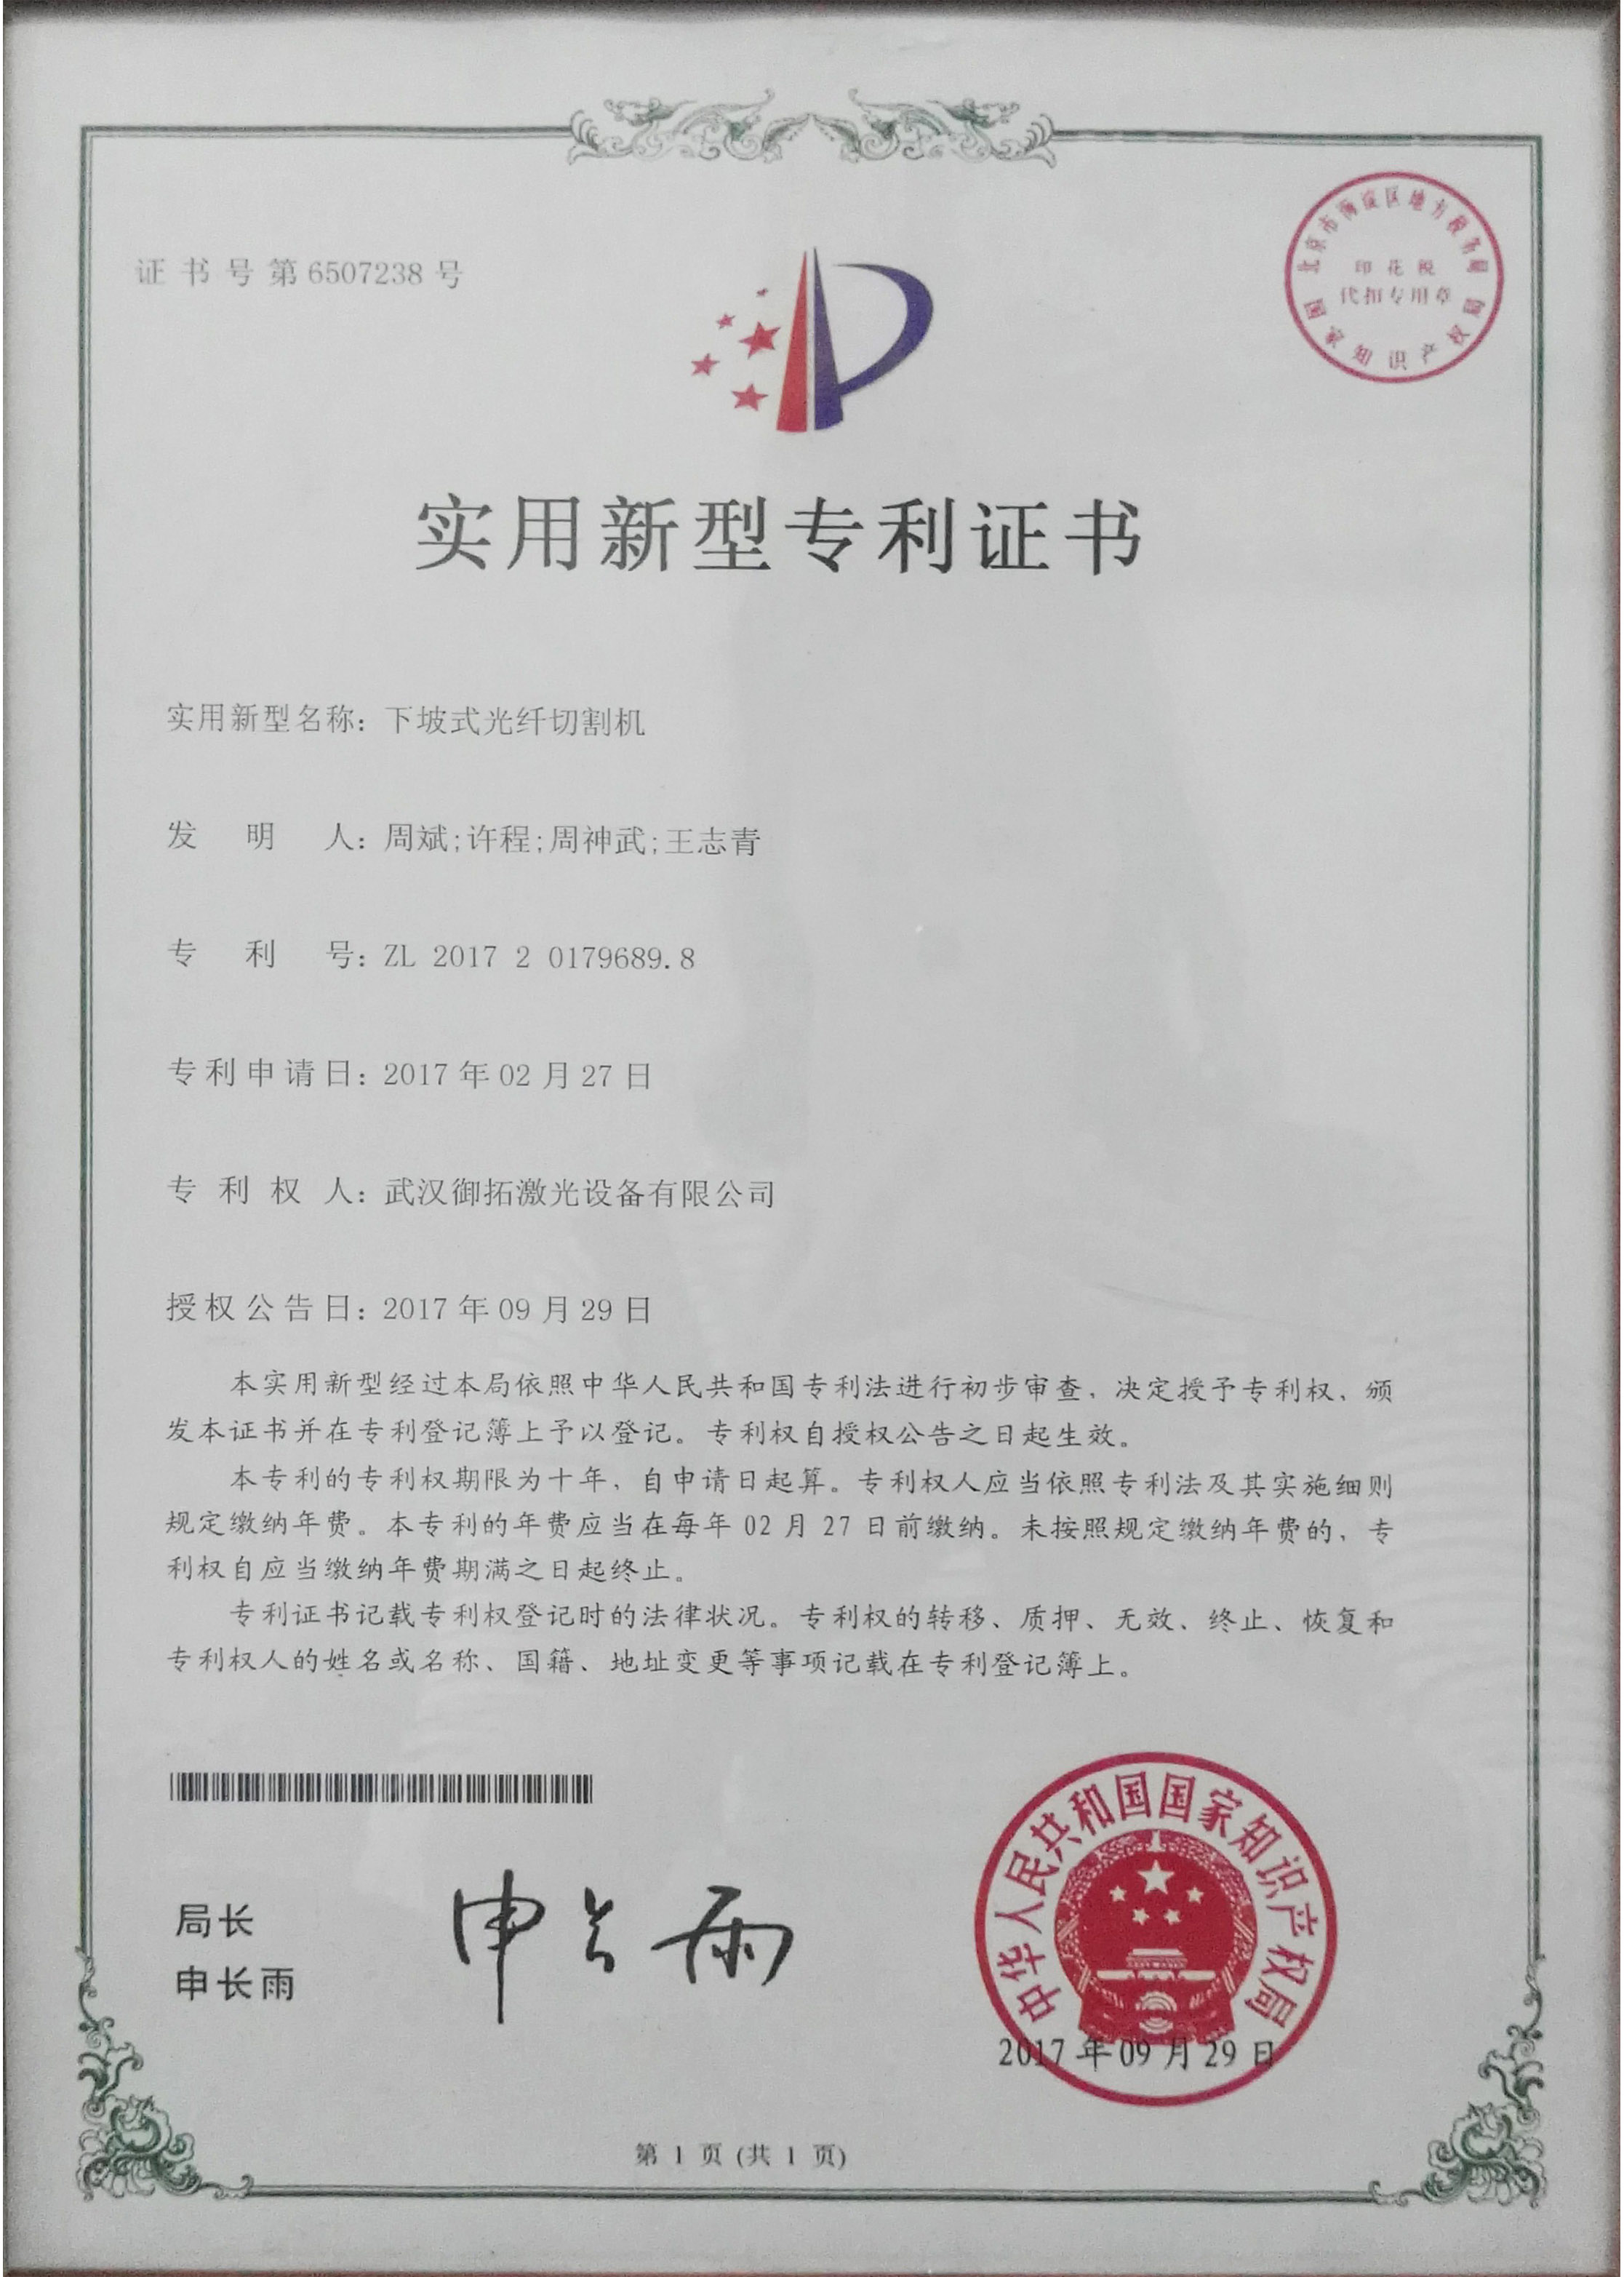 证书号第6507238号
北京市海淀区地方税务局
印花税
代扣专用章
国家知识产权局
实用新型专利证书
实用新型名称：下坡式光纤切割机
发明人：周斌;许程;周神武;王志青
专利号：ZL 2017 2 0179689.8
专利申请日：2017年02月27日
专利权人：武汉御拓激光设备有限公司
授权公告日：2017年09月29日
本实用新型经过本局依照中华人民共和国专利法进行初步审查，决定授予专利权，颁
发本证书并在专利登记簿上予以登记。专利权自授权公告之日起生效。
本专利的专利权期限为十年，自申请日起算。专利权人应当依照专利法及其实施细则
规定缴纳年费。本专利的年费应当在每年02月27日前缴纳。未按照规定缴纳年费的，专
利权自应当缴纳年费期满之日起终止。
专利证书记载专利权登记时的法律状况。专利权的转移、质押、无效、终止、恢复和
专利权人的姓名或名称、国籍、地址变更等事项记载在专利登记簿上。
局长
申长雨
申长雨
中华人民共和国国家知识产权局
2017年09月29日
第1页(共1页)